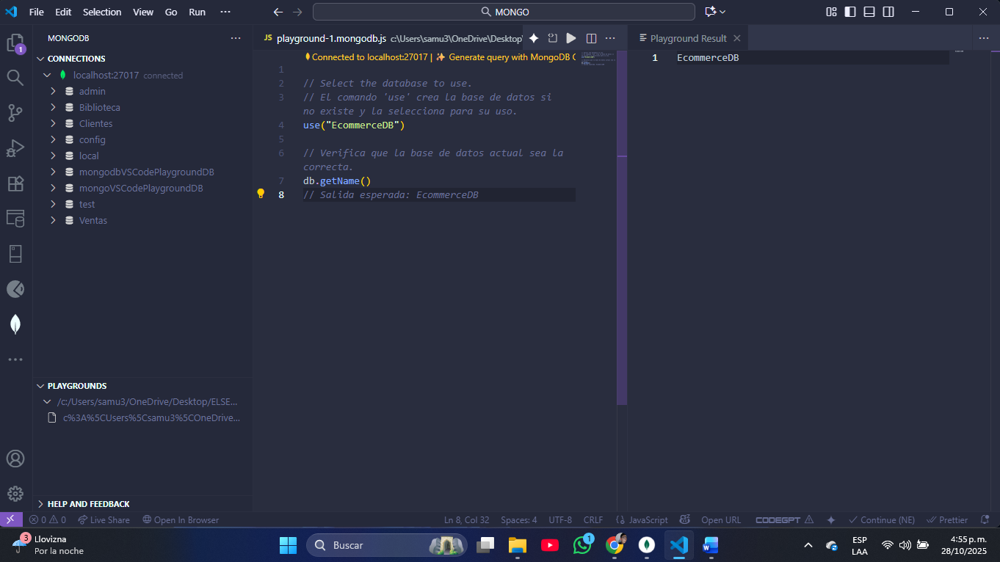 File Edit Selection View Go Run ···
MONGO
MONGODB
CONNECTIONS
localhost:27017 connected
admin
Biblioteca
Clientes
config
local
mongodbVSCodePlaygroundDB
mongoVSCodePlaygroundDB
test
Ventas
PLAYGROUNDS
/c:/Users/samu3/OneDrive/Desktop/ELSE...
c%3A%5CUsers%5Csamu3%5COneDrive...
HELP AND FEEDBACK
1
JS playground-1.mongodb.js c:\Users\samu3\OneDrive\Desktop\
Connected to localhost:27017 | ✨ Generate query with MongoDB C
1
2 // Select the database to use.
3 // El comando 'use' crea la base de datos si
no existe y la selecciona para su uso.
4 use("EcommerceDB")
5
6 // Verifica que la base de datos actual sea la
correcta.
7 db.getName()
8 // Salida esperada: EcommerceDB
Playground Result
1 EcommerceDB
0 0 Live Share Open In Browser Ln 8, Col 32 Spaces: 4 UTF-8 CRLF {} JavaScript Open URL CODEGPT Continue (NE) Prettier
3
Llovizna
Por la noche
Buscar
1
ESP
LAA
4:55 p. m.
28/10/2025